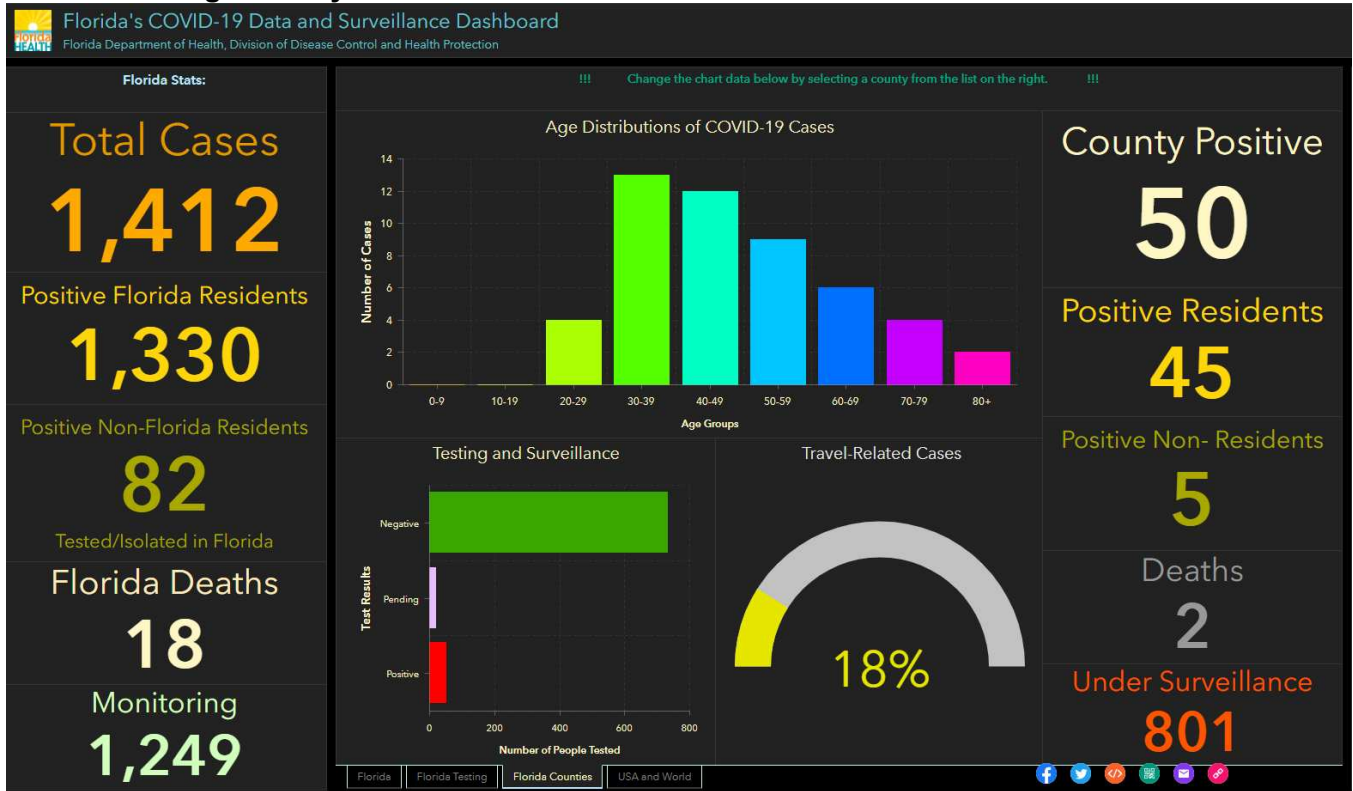 Florida HEALTH
Florida's COVID-19 Data and Surveillance Dashboard
Florida Department of Health, Division of Disease Control and Health Protection
Florida Stats:
Total Cases
1,412
Positive Florida Residents
1,330
Positive Non-Florida Residents
82
Tested/Isolated in Florida
Florida Deaths
18
Monitoring
1,249
!!! Change the chart data below by selecting a county from the list on the right. !!!
Age Distributions of COVID-19 Cases
Number of Cases
14
12
10
8
6
4
2
0
0-9 10-19 20-29 30-39 40-49 50-59 60-69 70-79 80+
Age Groups
Testing and Surveillance
Test Results
Negative
Pending
Positive
0 200 400 600 800
Number of People Tested
Travel-Related Cases
18%
County Positive
50
Positive Residents
45
Positive Non- Residents
5
Deaths
2
Under Surveillance
801
Florida Florida Testing Florida Counties USA and World